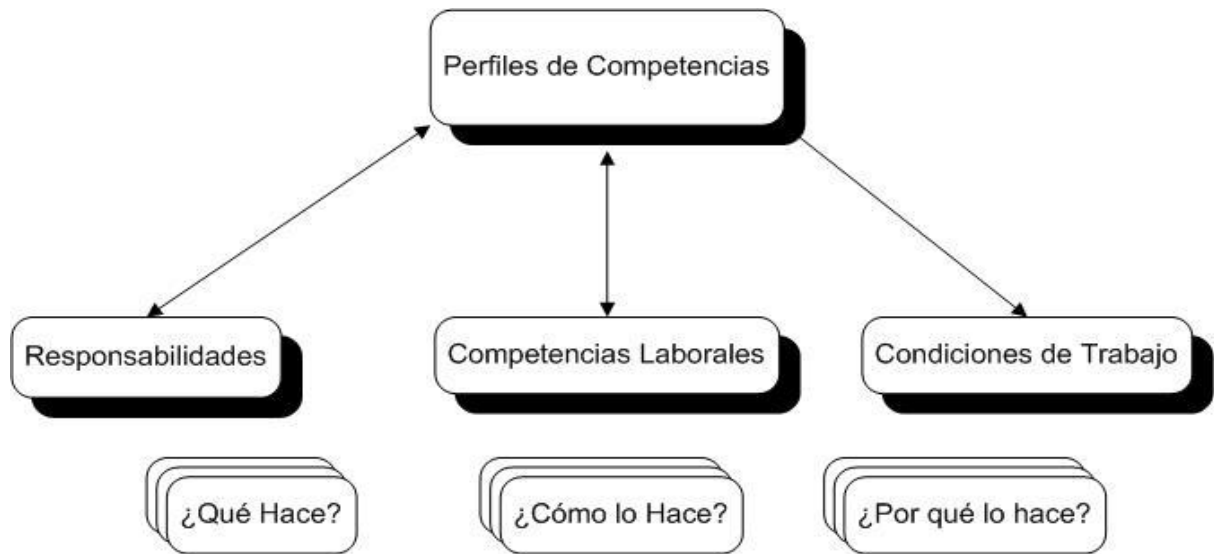 Perfiles de Competencias
Responsabilidades
Competencias Laborales
Condiciones de Trabajo
¿Qué Hace?
¿Cómo lo Hace?
¿Por qué lo hace?